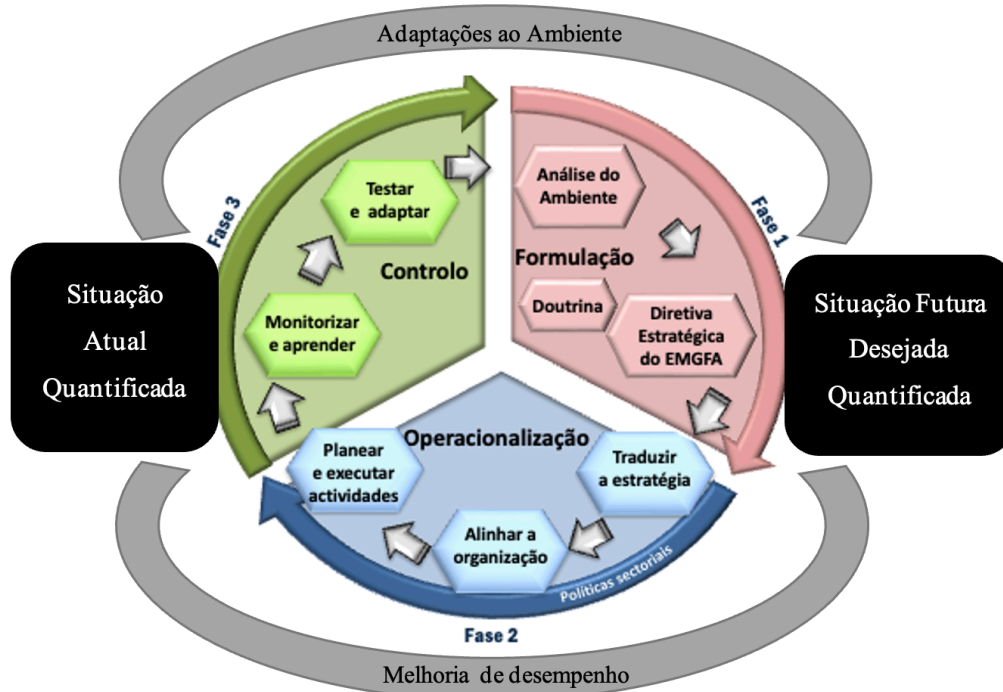 Adaptações ao Ambiente
Fase 3
Fase 1
Testar
e adaptar
Análise do
Ambiente
Controlo
Formulação
Situação
Atual
Quantificada
Monitorizar
e aprender
Doutrina
Diretiva
Estratégica
do EMGFA
Situação Futura
Desejada
Quantificada
Operacionalização
Planear
e executar
actividades
Traduzir
a estratégia
Alinhar a
organização
Políticas sectoriais
Fase 2
Melhoria de desempenho